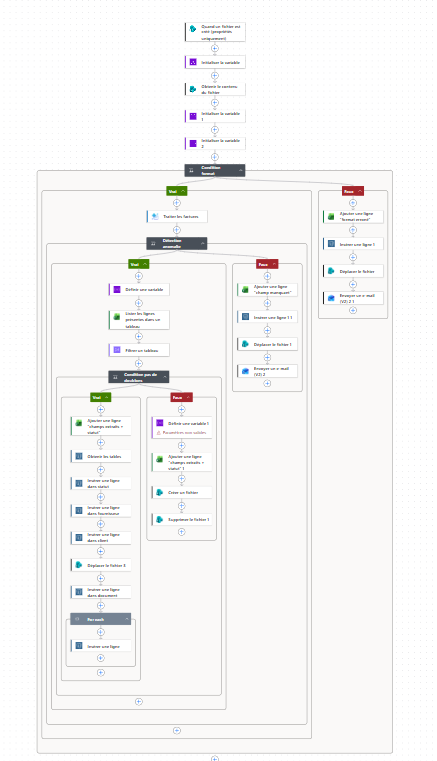 Quand un fichier est
créé (propriétés
uniquement)
Initialiser la variable
Obtenir le contenu
du fichier
Initialiser la variable
1
Initialiser la variable
2
Condition
format
Vrai
Faux
Traiter les factures
Ajouter une ligne
"format erroné"
Détection
anomalie
Insérer une ligne 1
Vrai
Faux
Déplacer le fichier
Définir une variable
Ajouter une ligne
"champ manquant"
Envoyer un e-mail
(V2) 2 1
Lister les lignes
présentes dans un
tableau
Insérer une ligne 1 1
Filtrer un tableau
Déplacer le fichier 1
Condition pas de
doublons
Envoyer un e-mail
(V2) 2
Vrai
Faux
Ajouter une ligne
"champs extraits +
statut"
Définir une variable 1
Paramètres non valides
Obtenir les tables
Ajouter une ligne
"champs extraits +
statut" 1
Insérer une ligne
dans statut
Créer un fichier
Insérer une ligne
dans fournisseur
Supprimer le fichier 1
Insérer une ligne
dans client
Déplacer le fichier 3
Insérer une ligne
dans document
For each
Insérer une ligne